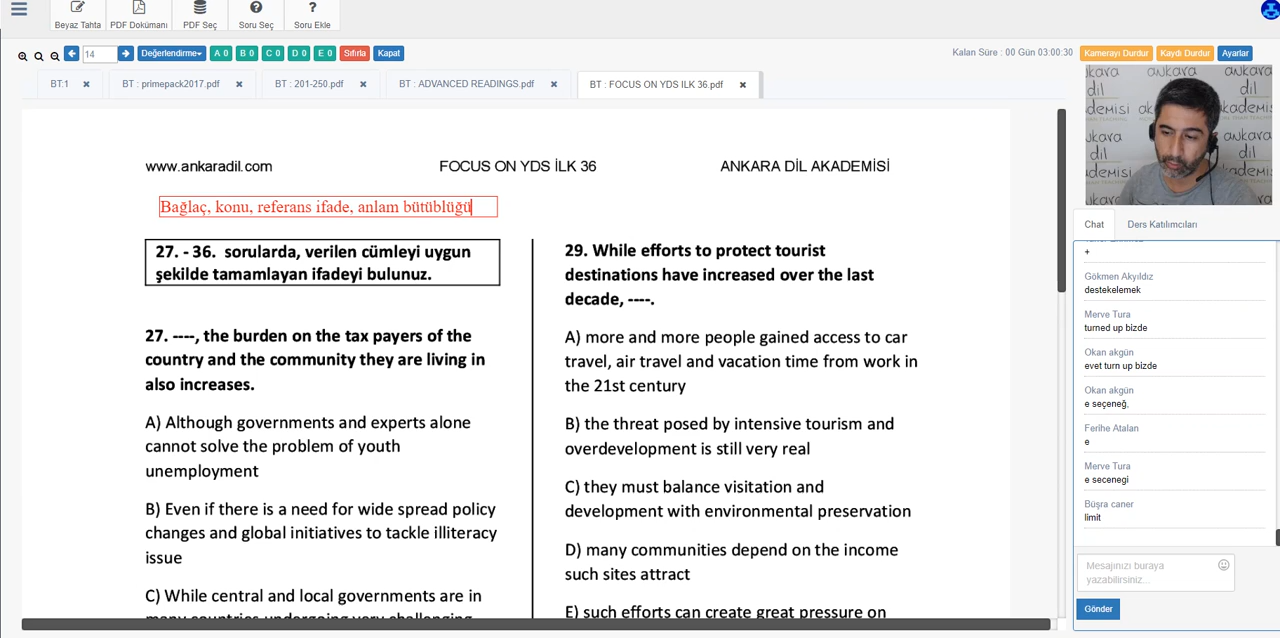 Beyaz Tahta
PDF Dokümanı
PDF Seç
Soru Seç
Soru Ekle
14
Değerlendirme
A 0
B 0
C 0
D 0
E 0
Sıfırla
Kapat
Kalan Süre : 00 Gün 03:00:30
Kamerayı Durdur
Kaydı Durdur
Ayarlar
BT:1
BT : primepack2017.pdf
BT : 201-250.pdf
BT : ADVANCED READINGS.pdf
BT : FOCUS ON YDS ILK 36.pdf
www.ankaradil.com
FOCUS ON YDS İLK 36
ANKARA DİL AKADEMİSİ
Bağlaç, konu, referans ifade, anlam bütüblüğü
27. - 36. sorularda, verilen cümleyi uygun
şekilde tamamlayan ifadeyi bulunuz.
27. ----, the burden on the tax payers of the
country and the community they are living in
also increases.
A) Although governments and experts alone
cannot solve the problem of youth
unemployment
B) Even if there is a need for wide spread policy
changes and global initiatives to tackle illiteracy
issue
C) While central and local governments are in
many countries undergoing very challenging
29. While efforts to protect tourist
destinations have increased over the last
decade, ----.
A) more and more people gained access to car
travel, air travel and vacation time from work in
the 21st century
B) the threat posed by intensive tourism and
overdevelopment is still very real
C) they must balance visitation and
development with environmental preservation
D) many communities depend on the income
such sites attract
E) such efforts can create great pressure on
ankara
dil
akademisi
Chat
Ders Katılımcıları
+
Gökmen Akyıldız
destekelemek
Merve Tura
turned up bizde
Okan akgün
evet turn up bizde
Okan akgün
e seçeneğ,
Ferihe Atalan
e
Merve Tura
e secenegi
Büşra caner
limit
Mesajınızı buraya
yazabilirsiniz...
Gönder